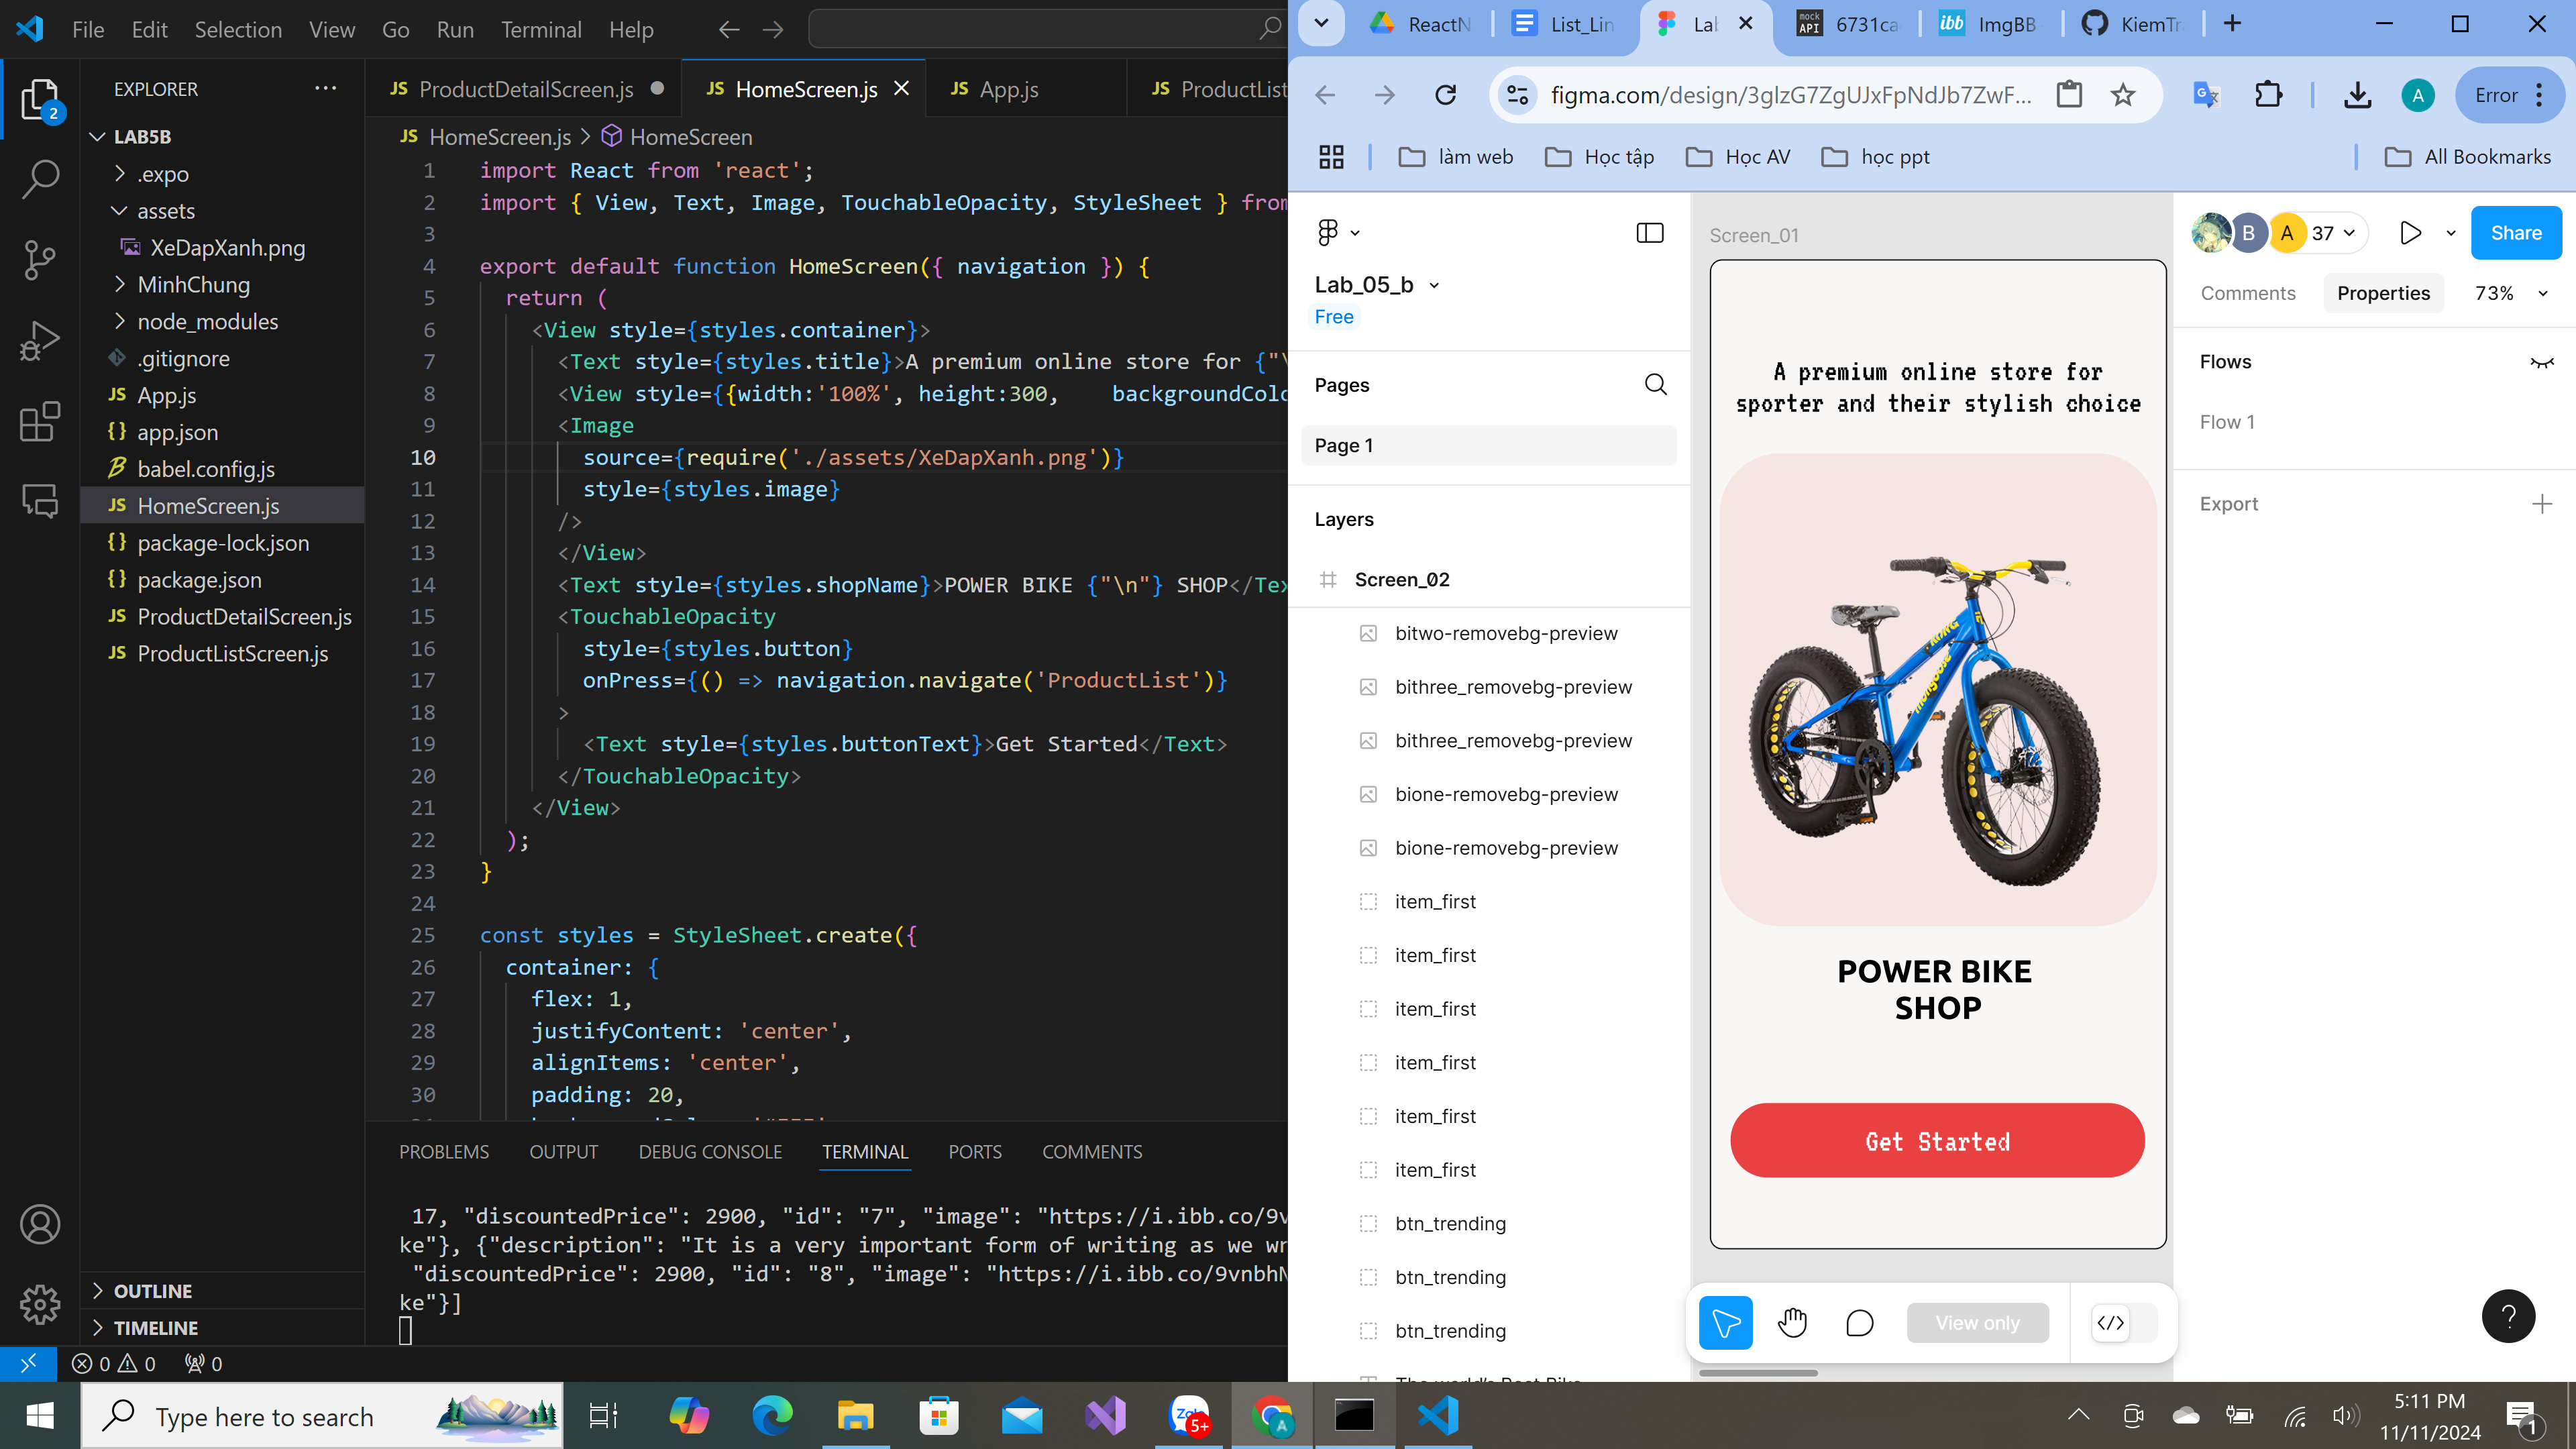 File Edit Selection View Go Run Terminal Help
EXPLORER
LAB5B
.expo
assets
XeDapXanh.png
MinhChung
node_modules
.gitignore
JS App.js
{} app.json
babel.config.js
JS HomeScreen.js
{} package-lock.json
{} package.json
JS ProductDetailScreen.js
JS ProductListScreen.js
OUTLINE
TIMELINE
2
JS ProductDetailScreen.js
JS HomeScreen.js
JS App.js
JS ProductList
JS HomeScreen.js > HomeScreen
1 import React from 'react';
2 import { View, Text, Image, TouchableOpacity, StyleSheet } from
3
4 export default function HomeScreen({ navigation }) {
5 return (
6 <View style={styles.container}>
7 <Text style={styles.title}>A premium online store for {"\
8 <View style={{width:'100%', height:300, backgroundColo
9 <Image
10 source={require('./assets/XeDapXanh.png')}
11 style={styles.image}
12 />
13 </View>
14 <Text style={styles.shopName}>POWER BIKE {"\n"} SHOP</Tex
15 <TouchableOpacity
16 style={styles.button}
17 onPress={() => navigation.navigate('ProductList')}
18 >
19 <Text style={styles.buttonText}>Get Started</Text>
20 </TouchableOpacity>
21 </View>
22 );
23 }
24
25 const styles = StyleSheet.create({
26 container: {
27 flex: 1,
28 justifyContent: 'center',
29 alignItems: 'center',
30 padding: 20,
PROBLEMS OUTPUT DEBUG CONSOLE TERMINAL PORTS COMMENTS
17, "discountedPrice": 2900, "id": "7", "image": "https://i.ibb.co/9v
ke"}, {"description": "It is a very important form of writing as we wr
"discountedPrice": 2900, "id": "8", "image": "https://i.ibb.co/9vnbhN
ke"}]
0 0 0
ReactN
List_Lin
Lab
mock API 6731ca
ibb ImgBB
KiemTr
figma.com/design/3glzG7ZgUJxFpNdJb7ZwF...
A
Error
làm web
Học tập
Học AV
học ppt
All Bookmarks
Lab_05_b
Free
Pages
Page 1
Layers
Screen_02
bitwo-removebg-preview
bithree_removebg-preview
bithree_removebg-preview
bione-removebg-preview
bione-removebg-preview
item_first
item_first
item_first
item_first
item_first
item_first
btn_trending
btn_trending
btn_trending
Screen_01
A premium online store for
sporter and their stylish choice
POWER BIKE
SHOP
Get Started
View only
</>
B A 37
Share
Comments Properties 73%
Flows
Flow 1
Export
?
Type here to search
Zalo 5+
A
5:11 PM
11/11/2024
1